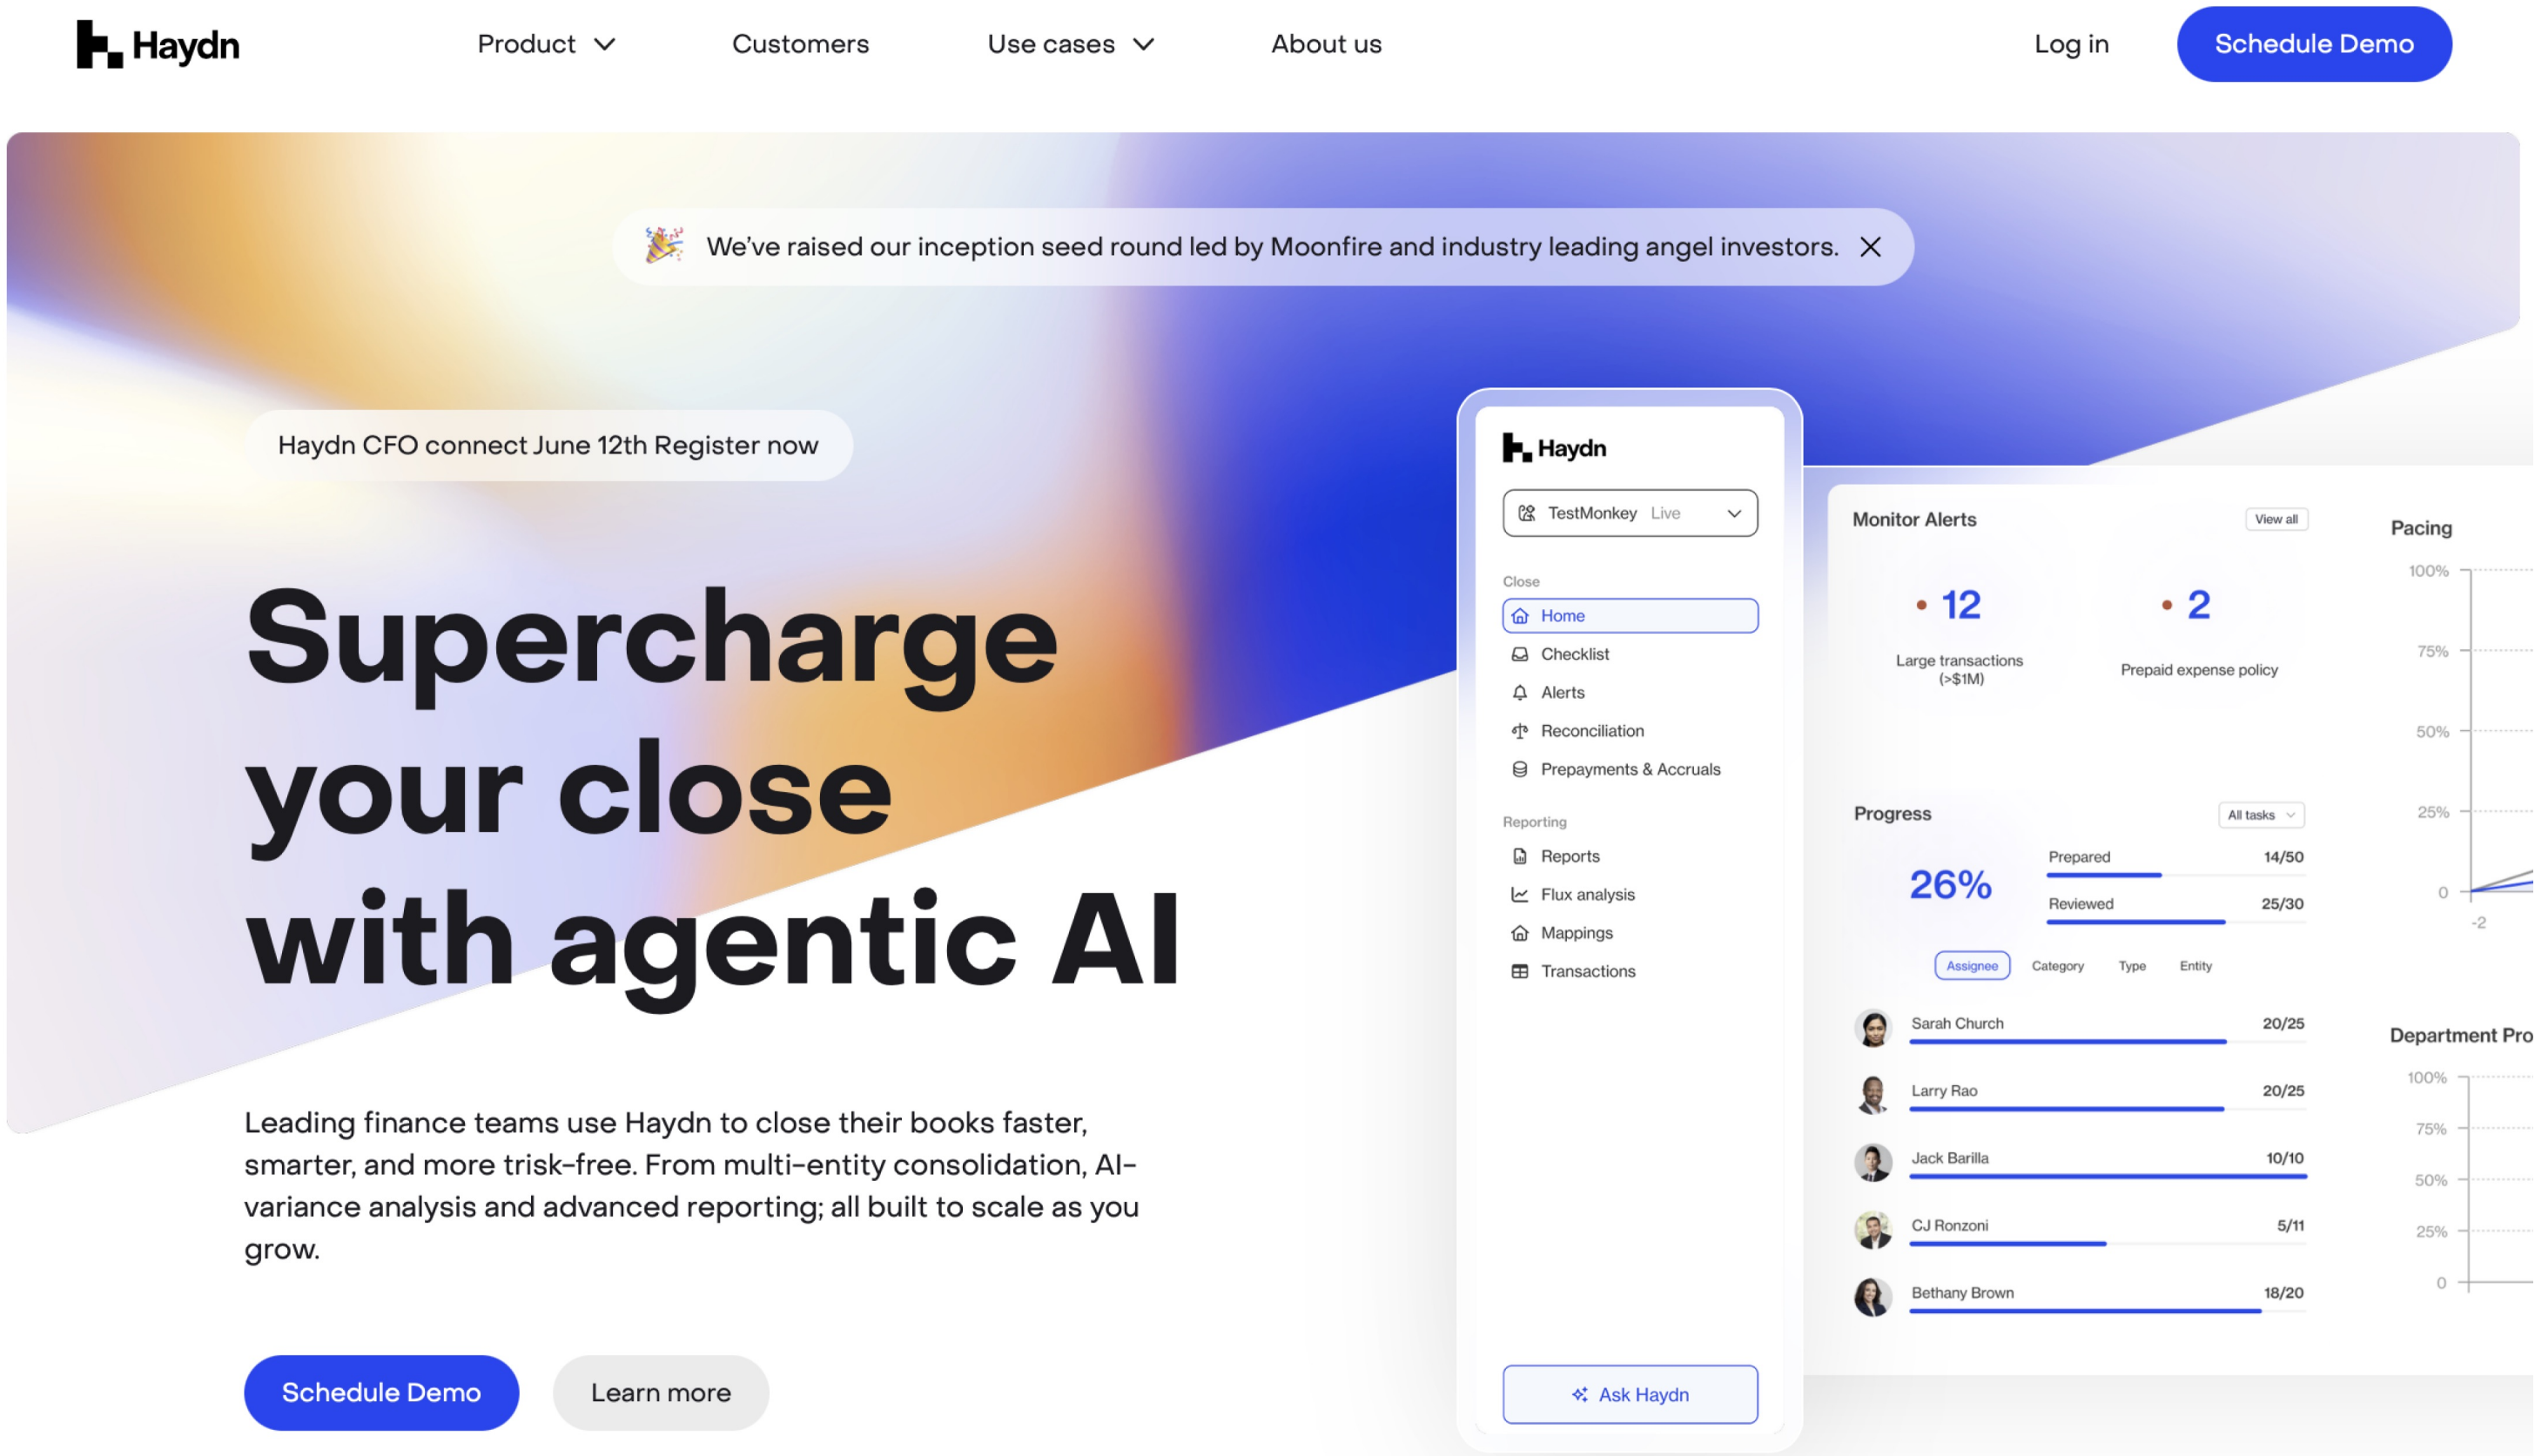 Haydn
Product
Customers
Use cases
About us
Log in
Schedule Demo
We've raised our inception seed round led by Moonfire and industry leading angel investors.
Haydn CFO connect June 12th Register now
Supercharge
your close
with agentic AI
Leading finance teams use Haydn to close their books faster,
smarter, and more trisk-free. From multi-entity consolidation, AI-
variance analysis and advanced reporting; all built to scale as you
grow.
Schedule Demo
Learn more
Haydn
TestMonkey Live
Close
Home
Checklist
Alerts
Reconciliation
Prepayments & Accruals
Reporting
Reports
Flux analysis
Mappings
Transactions
Ask Haydn
Monitor Alerts
View all
12
Large transactions
(>$1M)
2
Prepaid expense policy
Progress
All tasks
26%
Prepared 14/50
Reviewed 25/30
Assignee Category Type Entity
Sarah Church 20/25
Larry Rao 20/25
Jack Barilla 10/10
CJ Ronzoni 5/11
Bethany Brown 18/20
Pacing
100%
75%
50%
25%
0
-2
Department Pro
100%
75%
50%
25%
0